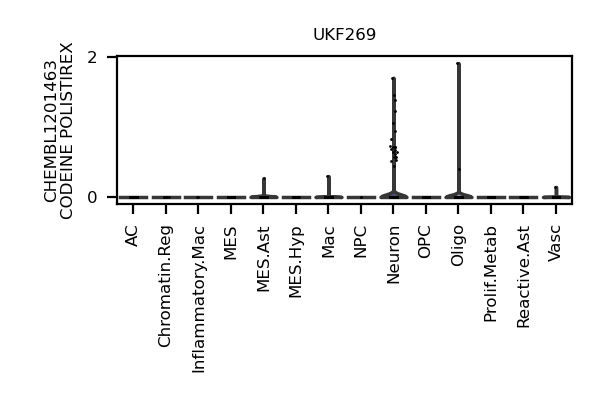 UKF269
CHEMBL1201463
CODEINE POLISTIREX
2
0
AC
Chromatin.Reg
Inflammatory.Mac
MES
MES.Ast
MES.Hyp
Mac
NPC
Neuron
OPC
Oligo
Prolif.Metab
Reactive.Ast
Vasc